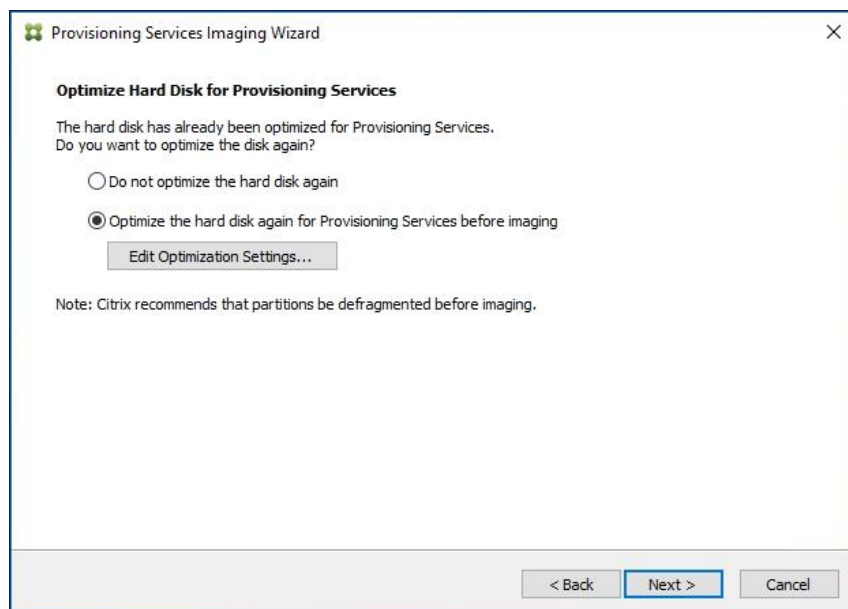 Provisioning Services Imaging Wizard
Optimize Hard Disk for Provisioning Services
The hard disk has already been optimized for Provisioning Services.
Do you want to optimize the disk again?
Do not optimize the hard disk again
Optimize the hard disk again for Provisioning Services before imaging
Edit Optimization Settings...
Note: Citrix recommends that partitions be defragmented before imaging.
< Back Next > Cancel